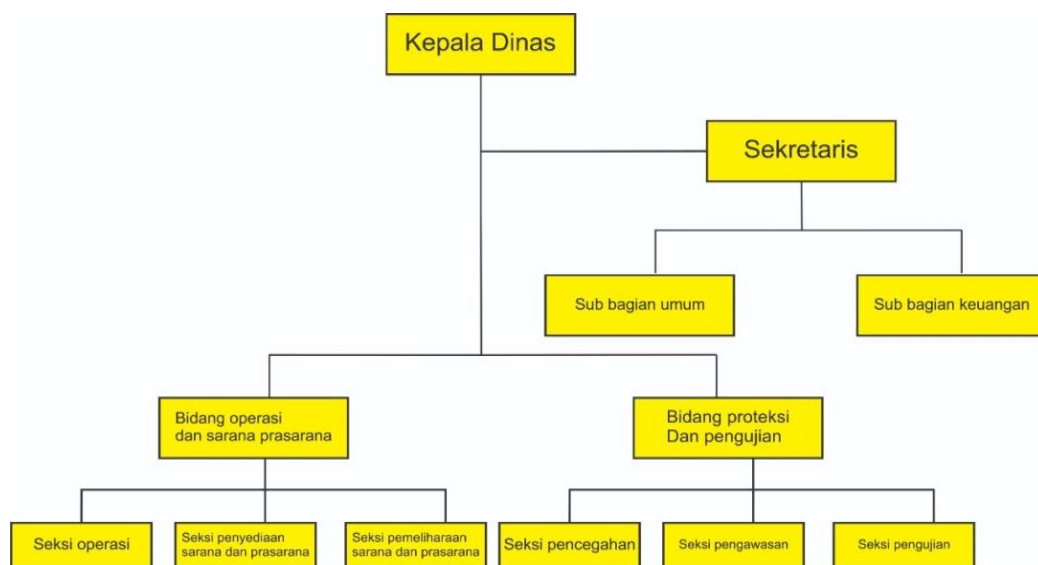 Kepala Dinas
Sekretaris
Sub bagian umum
Sub bagian keuangan
Bidang operasi
dan sarana prasarana
Bidang proteksi
Dan pengujian
Seksi operasi
Seksi penyediaan
sarana dan prasarana
Seksi pemeliharaan
sarana dan prasarana
Seksi pencegahan
Seksi pengawasan
Seksi pengujian